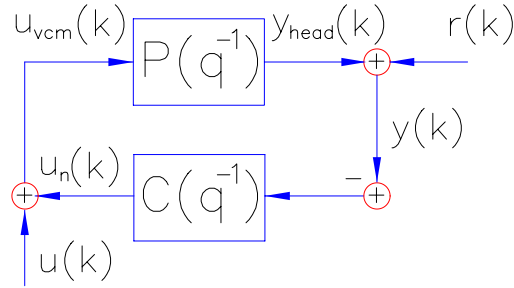 u_vcm(k) P(q^-1) y_head(k) + r(k)
y(k)
u_n(k) C(q^-1) -
+ +
u(k)